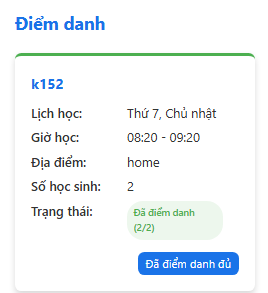 Điểm danh
k152
Lịch học: Thứ 7, Chủ nhật
Giờ học: 08:20 - 09:20
Địa điểm: home
Số học sinh: 2
Trạng thái: Đã điểm danh
(2/2)
Đã điểm danh đủ